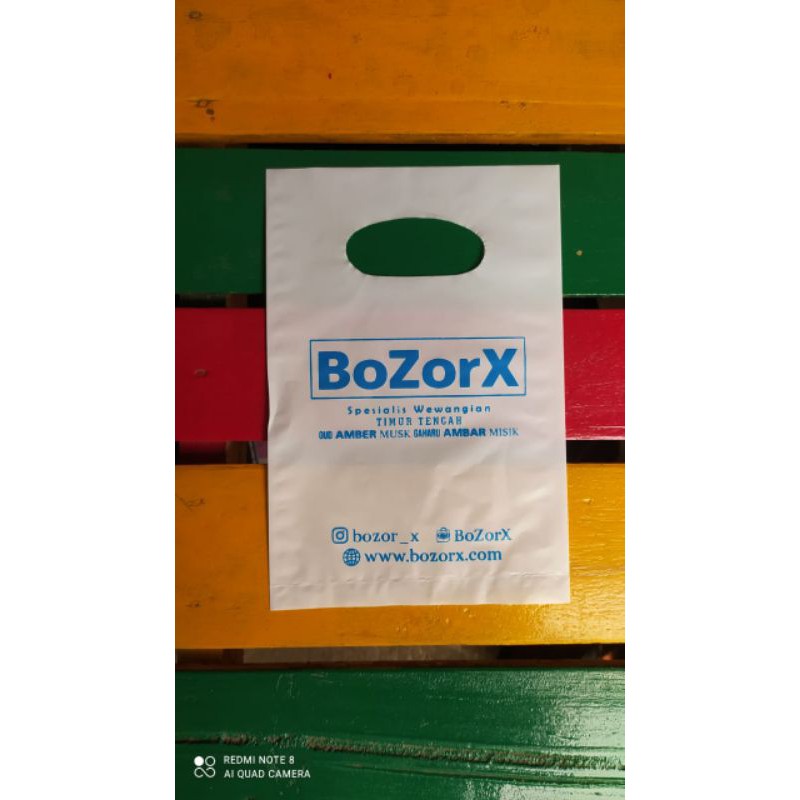 BoZorX
Spesialis Wewangian
TIMUR TENGAH
OUD AMBER MUSK GAHARU AMBAR MISIK
bozor_x BoZorX
www.bozorx.com
REDMI NOTE 8
AI QUAD CAMERA